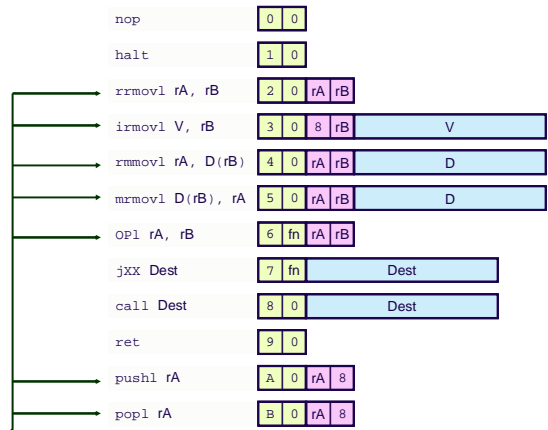 nop 0 0
halt 1 0
rrmovl rA, rB 2 0 rA rB
irmovl V, rB 3 0 8 rB V
rmmovl rA, D(rB) 4 0 rA rB D
mrmovl D(rB), rA 5 0 rA rB D
OPl rA, rB 6 fn rA rB
jXX Dest 7 fn Dest
call Dest 8 0 Dest
ret 9 0
pushl rA A 0 rA 8
popl rA B 0 rA 8